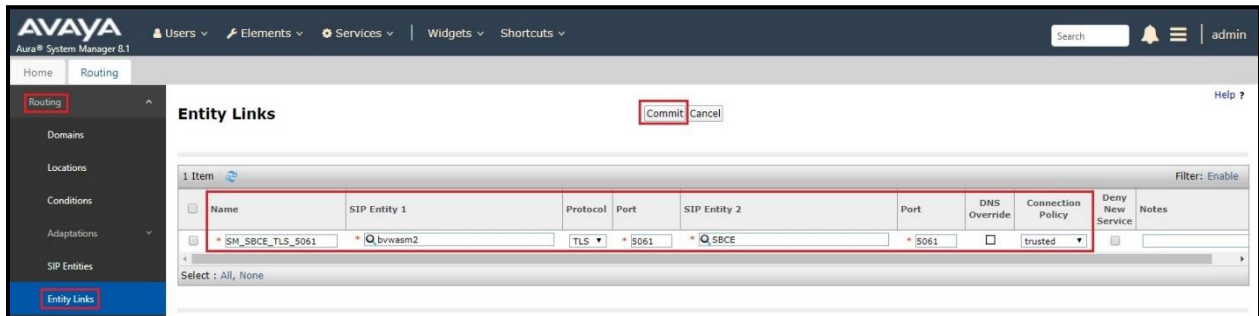 AVAYA
Aura® System Manager 8.1
Users Elements Services | Widgets Shortcuts
Search
admin
Home Routing
Help ?
Routing
Domains
Locations
Conditions
Adaptations
SIP Entities
Entity Links
Entity Links
Commit Cancel
1 Item
Filter: Enable
Name SIP Entity 1 Protocol Port SIP Entity 2 Port DNS Override Connection Policy Deny New Service Notes
* SM_SBCE_TLS_5061 * bvwasm2 TLS * 5061 * SBCE * 5061 trusted
Select : All, None